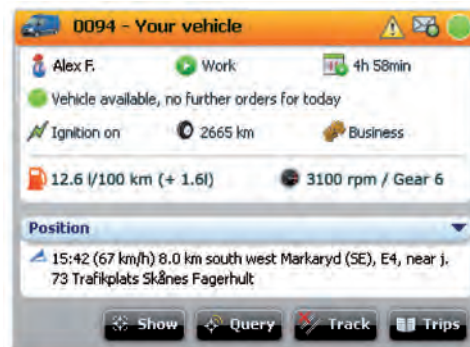 0094 - Your vehicle
Alex F. Work 4h 58min
Vehicle available, no further orders for today
Ignition on 2665 km Business
12.6 l/100 km (+ 1.6l) 3100 rpm / Gear 6
Position
15:42 (67 km/h) 8.0 km south west Markaryd (SE), E4, near j.
73 Trafikplats Skånes Fagerhult
Show Query Track Trips